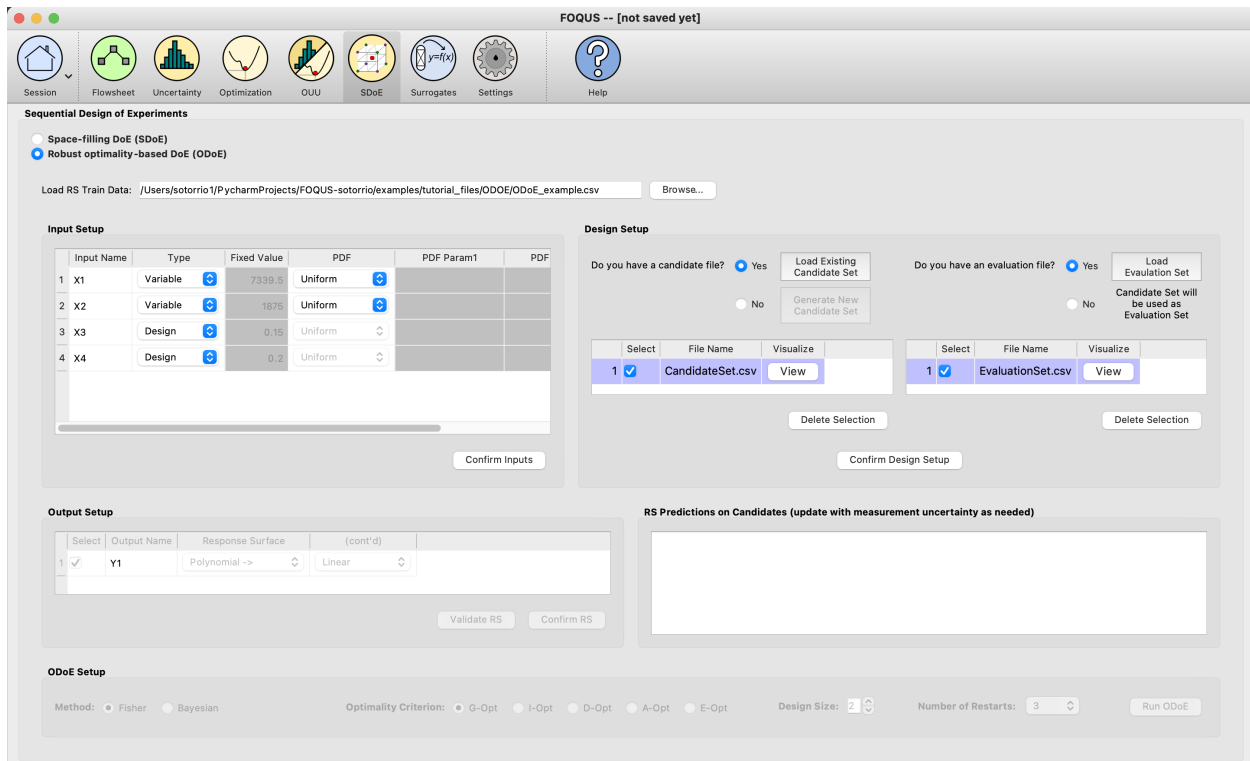 FOQUS -- [not saved yet]
y=f(x)
Session Flowsheet Uncertainty Optimization OUU SDoE Surrogates Settings Help
Sequential Design of Experiments
Space-filling DoE (SDoE)
Robust optimality-based DoE (ODoE)
Load RS Train Data: /Users/sotorrio1/PycharmProjects/FOQUS-sotorrio/examples/tutorial_files/ODOE/ODoE_example.csv Browse...
Input Setup
Input Name Type Fixed Value PDF PDF Param1 PDF
1 X1 Variable 7339.5 Uniform
2 X2 Variable 1875 Uniform
3 X3 Design 0.15 Uniform
4 X4 Design 0.2 Uniform
Confirm Inputs
Design Setup
Do you have a candidate file? Yes Load Existing Candidate Set
No Generate New Candidate Set
Do you have an evaluation file? Yes Load Evaulation Set
No Candidate Set will be used as Evaluation Set
Select File Name Visualize
1 CandidateSet.csv View
Delete Selection
Select File Name Visualize
1 EvaluationSet.csv View
Delete Selection
Confirm Design Setup
Output Setup
Select Output Name Response Surface (cont'd)
1 Y1 Polynomial -> Linear
Validate RS Confirm RS
RS Predictions on Candidates (update with measurement uncertainty as needed)
ODoE Setup
Method: Fisher Bayesian Optimality Criterion: G-Opt I-Opt D-Opt A-Opt E-Opt Design Size: 2 Number of Restarts: 3 Run ODoE